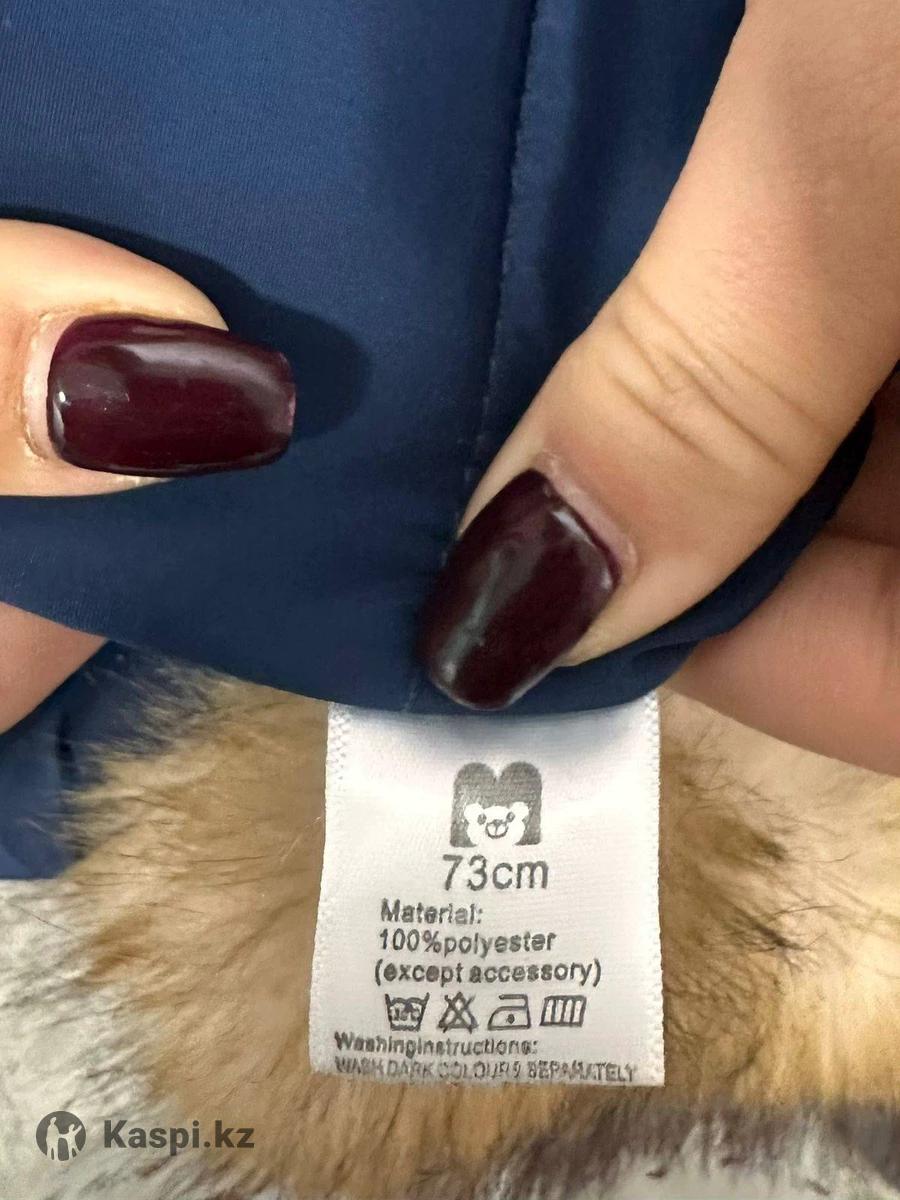 73cm
Material:
100%polyester
(except accessory)
Washinginstructions:
WASH DARK COLOURS SEPARATELY
Kaspi.kz